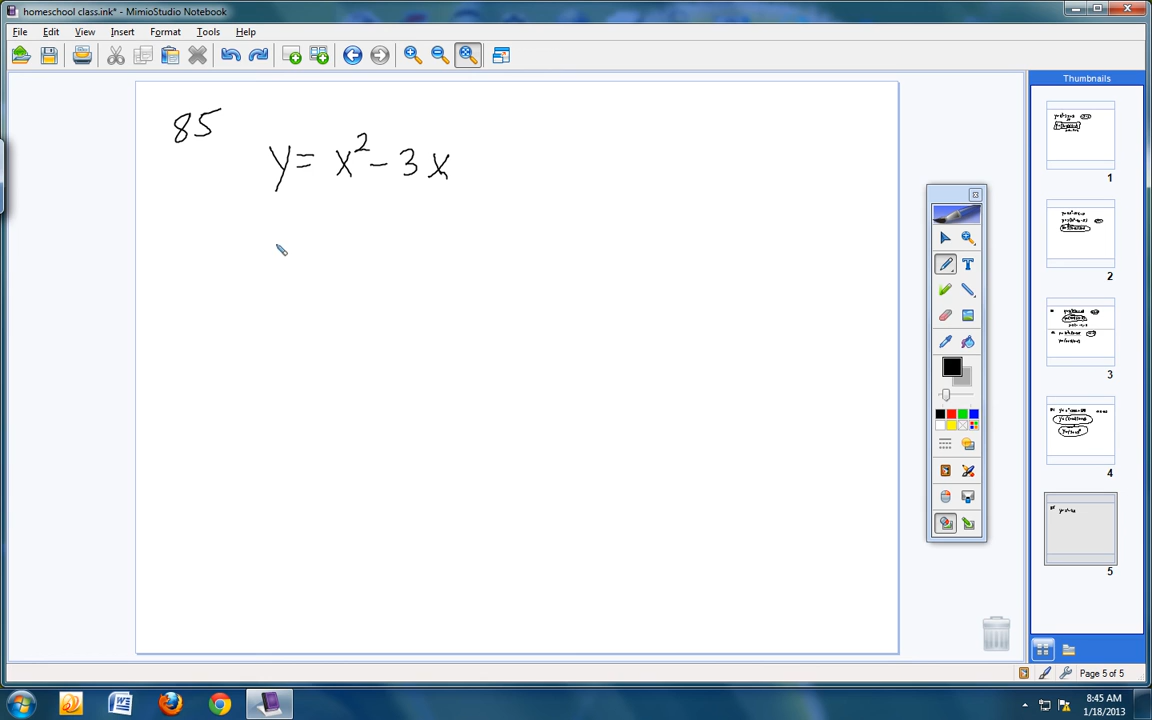 homeschool class.ink* - MimioStudio Notebook
File Edit View Insert Format Tools Help
Thumbnails
85
y = x² - 3x
1
2
3
4
5
Page 5 of 5
8:45 AM
1/18/2013